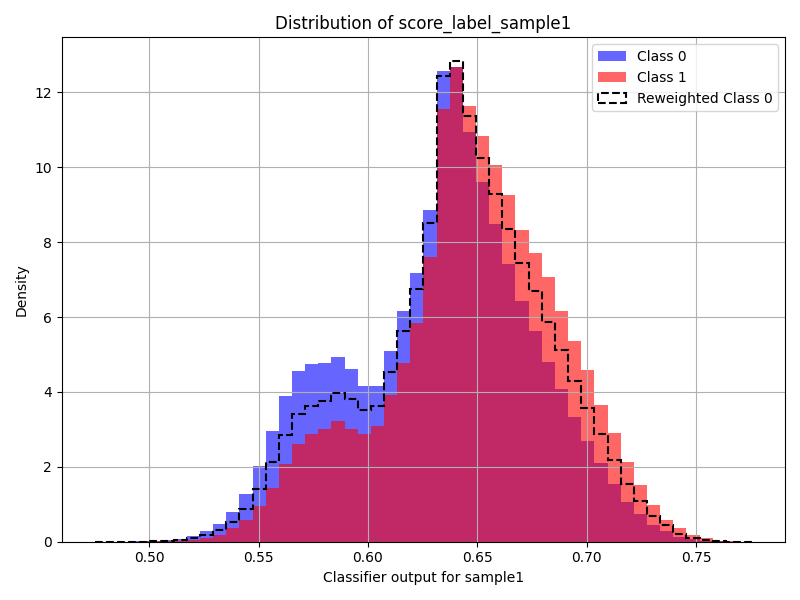 Distribution of score_label_sample1
Class 0
Class 1
Reweighted Class 0
Density
12
10
8
6
4
2
0
0.50 0.55 0.60 0.65 0.70 0.75
Classifier output for sample1